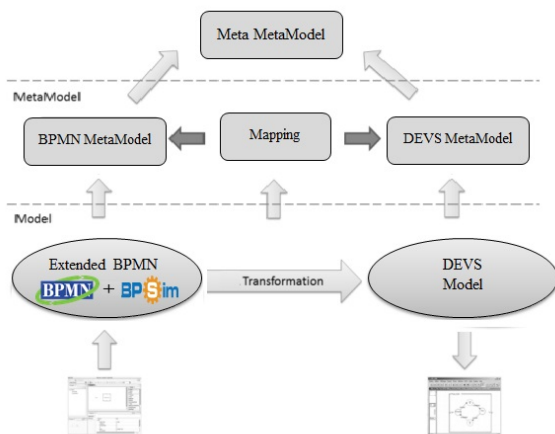 Meta MetaModel
MetaModel
BPMN MetaModel
Mapping
DEVS MetaModel
Model
Extended BPMN
BPMN + BPSim
Transformation
DEVS
Model